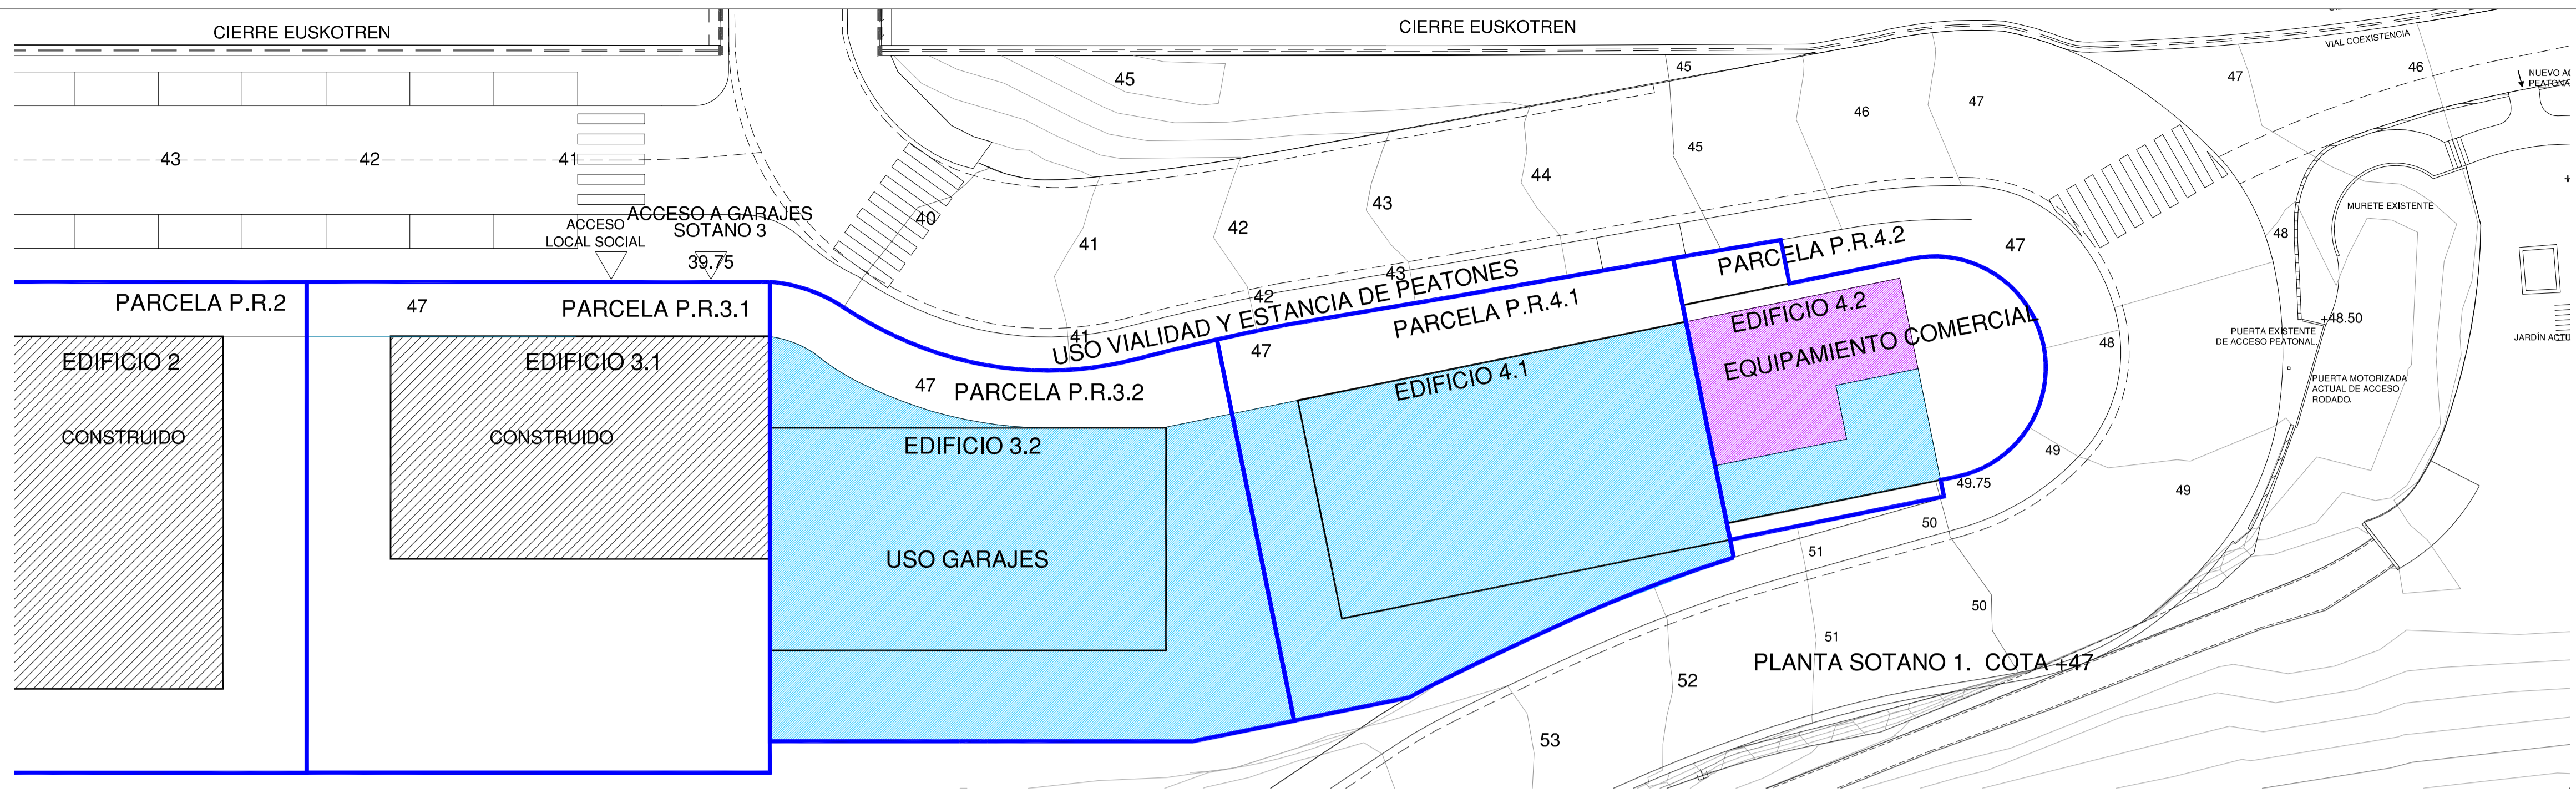 CIERRE EUSKOTREN
CIERRE EUSKOTREN
VIAL COEXISTENCIA
45
45
47
46
43
42
41
40
41
42
43
44
45
46
47
ACCESO
LOCAL SOCIAL
ACCESO A GARAJES
SOTANO 3
39.75
MURETE EXISTENTE
48
47
PARCELA P.R.2
47
PARCELA P.R.3.1
41
42
43
USO VIALIDAD Y ESTANCIA DE PEATONES
PARCELA P.R.4.1
PARCELA P.R.4.2
47
EDIFICIO 2
CONSTRUIDO
EDIFICIO 3.1
CONSTRUIDO
47
PARCELA P.R.3.2
EDIFICIO 3.2
USO GARAJES
EDIFICIO 4.1
EDIFICIO 4.2
EQUIPAMIENTO COMERCIAL
48
+48.50
PUERTA EXISTENTE
DE ACCESO PEATONAL.
PUERTA MOTORIZADA
ACTUAL DE ACCESO
RODADO.
49
49
49.75
50
51
50
51
52
53
PLANTA SOTANO 1. COTA +47
NUEVO
JARDÍN